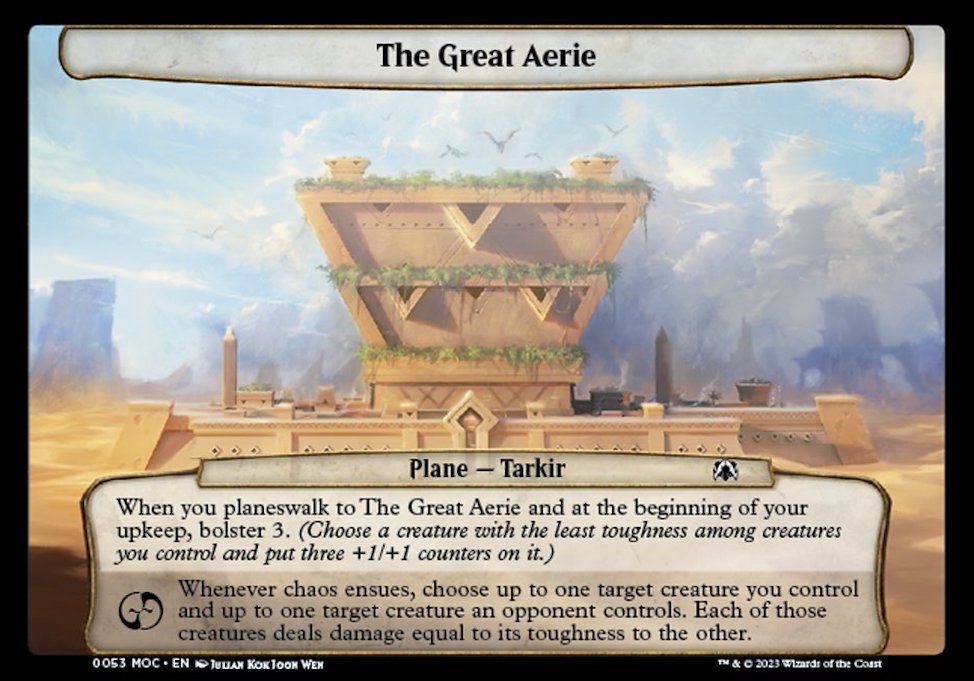 The Great Aerie
Plane — Tarkir
When you planeswalk to The Great Aerie and at the beginning of your
upkeep, bolster 3. (Choose a creature with the least toughness among creatures
you control and put three +1/+1 counters on it.)
Whenever chaos ensues, choose up to one target creature you control
and up to one target creature an opponent controls. Each of those
creatures deals damage equal to its toughness to the other.
0053 MOC • EN Julian Kok Joon Wen
™ & © 2023 Wizards of the Coast